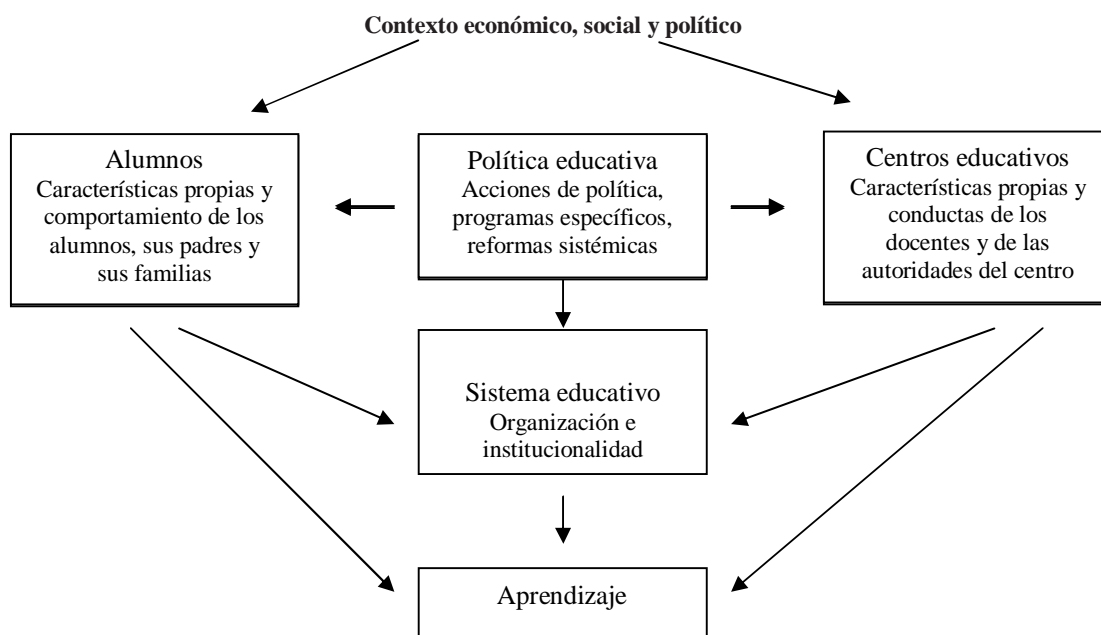 Contexto económico, social y político
Alumnos
Características propias y
comportamiento de los
alumnos, sus padres y
sus familias
Política educativa
Acciones de política,
programas específicos,
reformas sistémicas
Centros educativos
Características propias y
conductas de los
docentes y de las
autoridades del centro
Sistema educativo
Organización e
institucionalidad
Aprendizaje